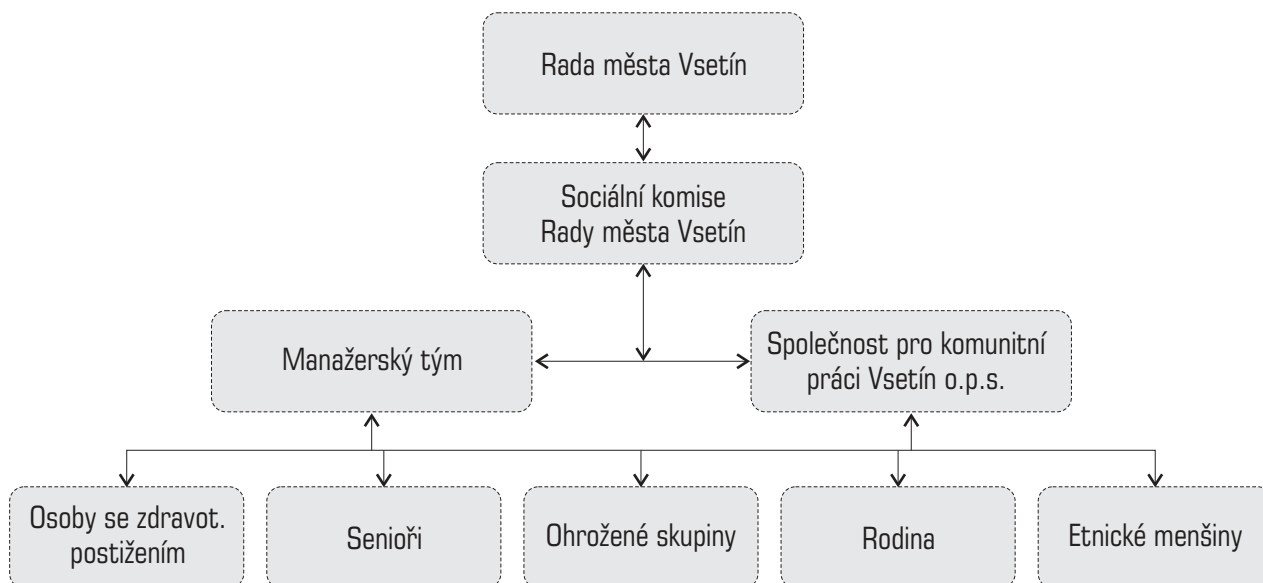 Rada města Vsetín
Sociální komise
Rady města Vsetín
Manažerský tým
Společnost pro komunitní
práci Vsetín o.p.s.
Osoby se zdravot.
postižením
Senioři
Ohrožené skupiny
Rodina
Etnické menšiny